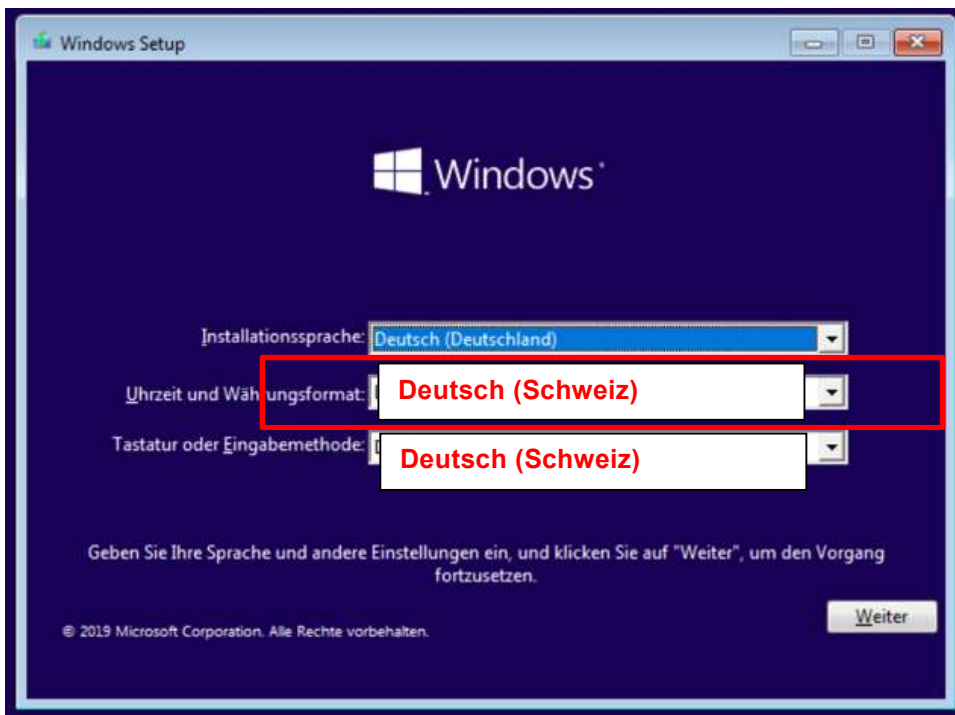 Windows Setup
Windows
Installationssprache: Deutsch (Deutschland)
Uhrzeit und Währungsformat: Deutsch (Schweiz)
Tastatur oder Eingabemethode: Deutsch (Schweiz)
Geben Sie Ihre Sprache und andere Einstellungen ein, und klicken Sie auf "Weiter", um den Vorgang
fortzusetzen.
Weiter
© 2019 Microsoft Corporation. Alle Rechte vorbehalten.